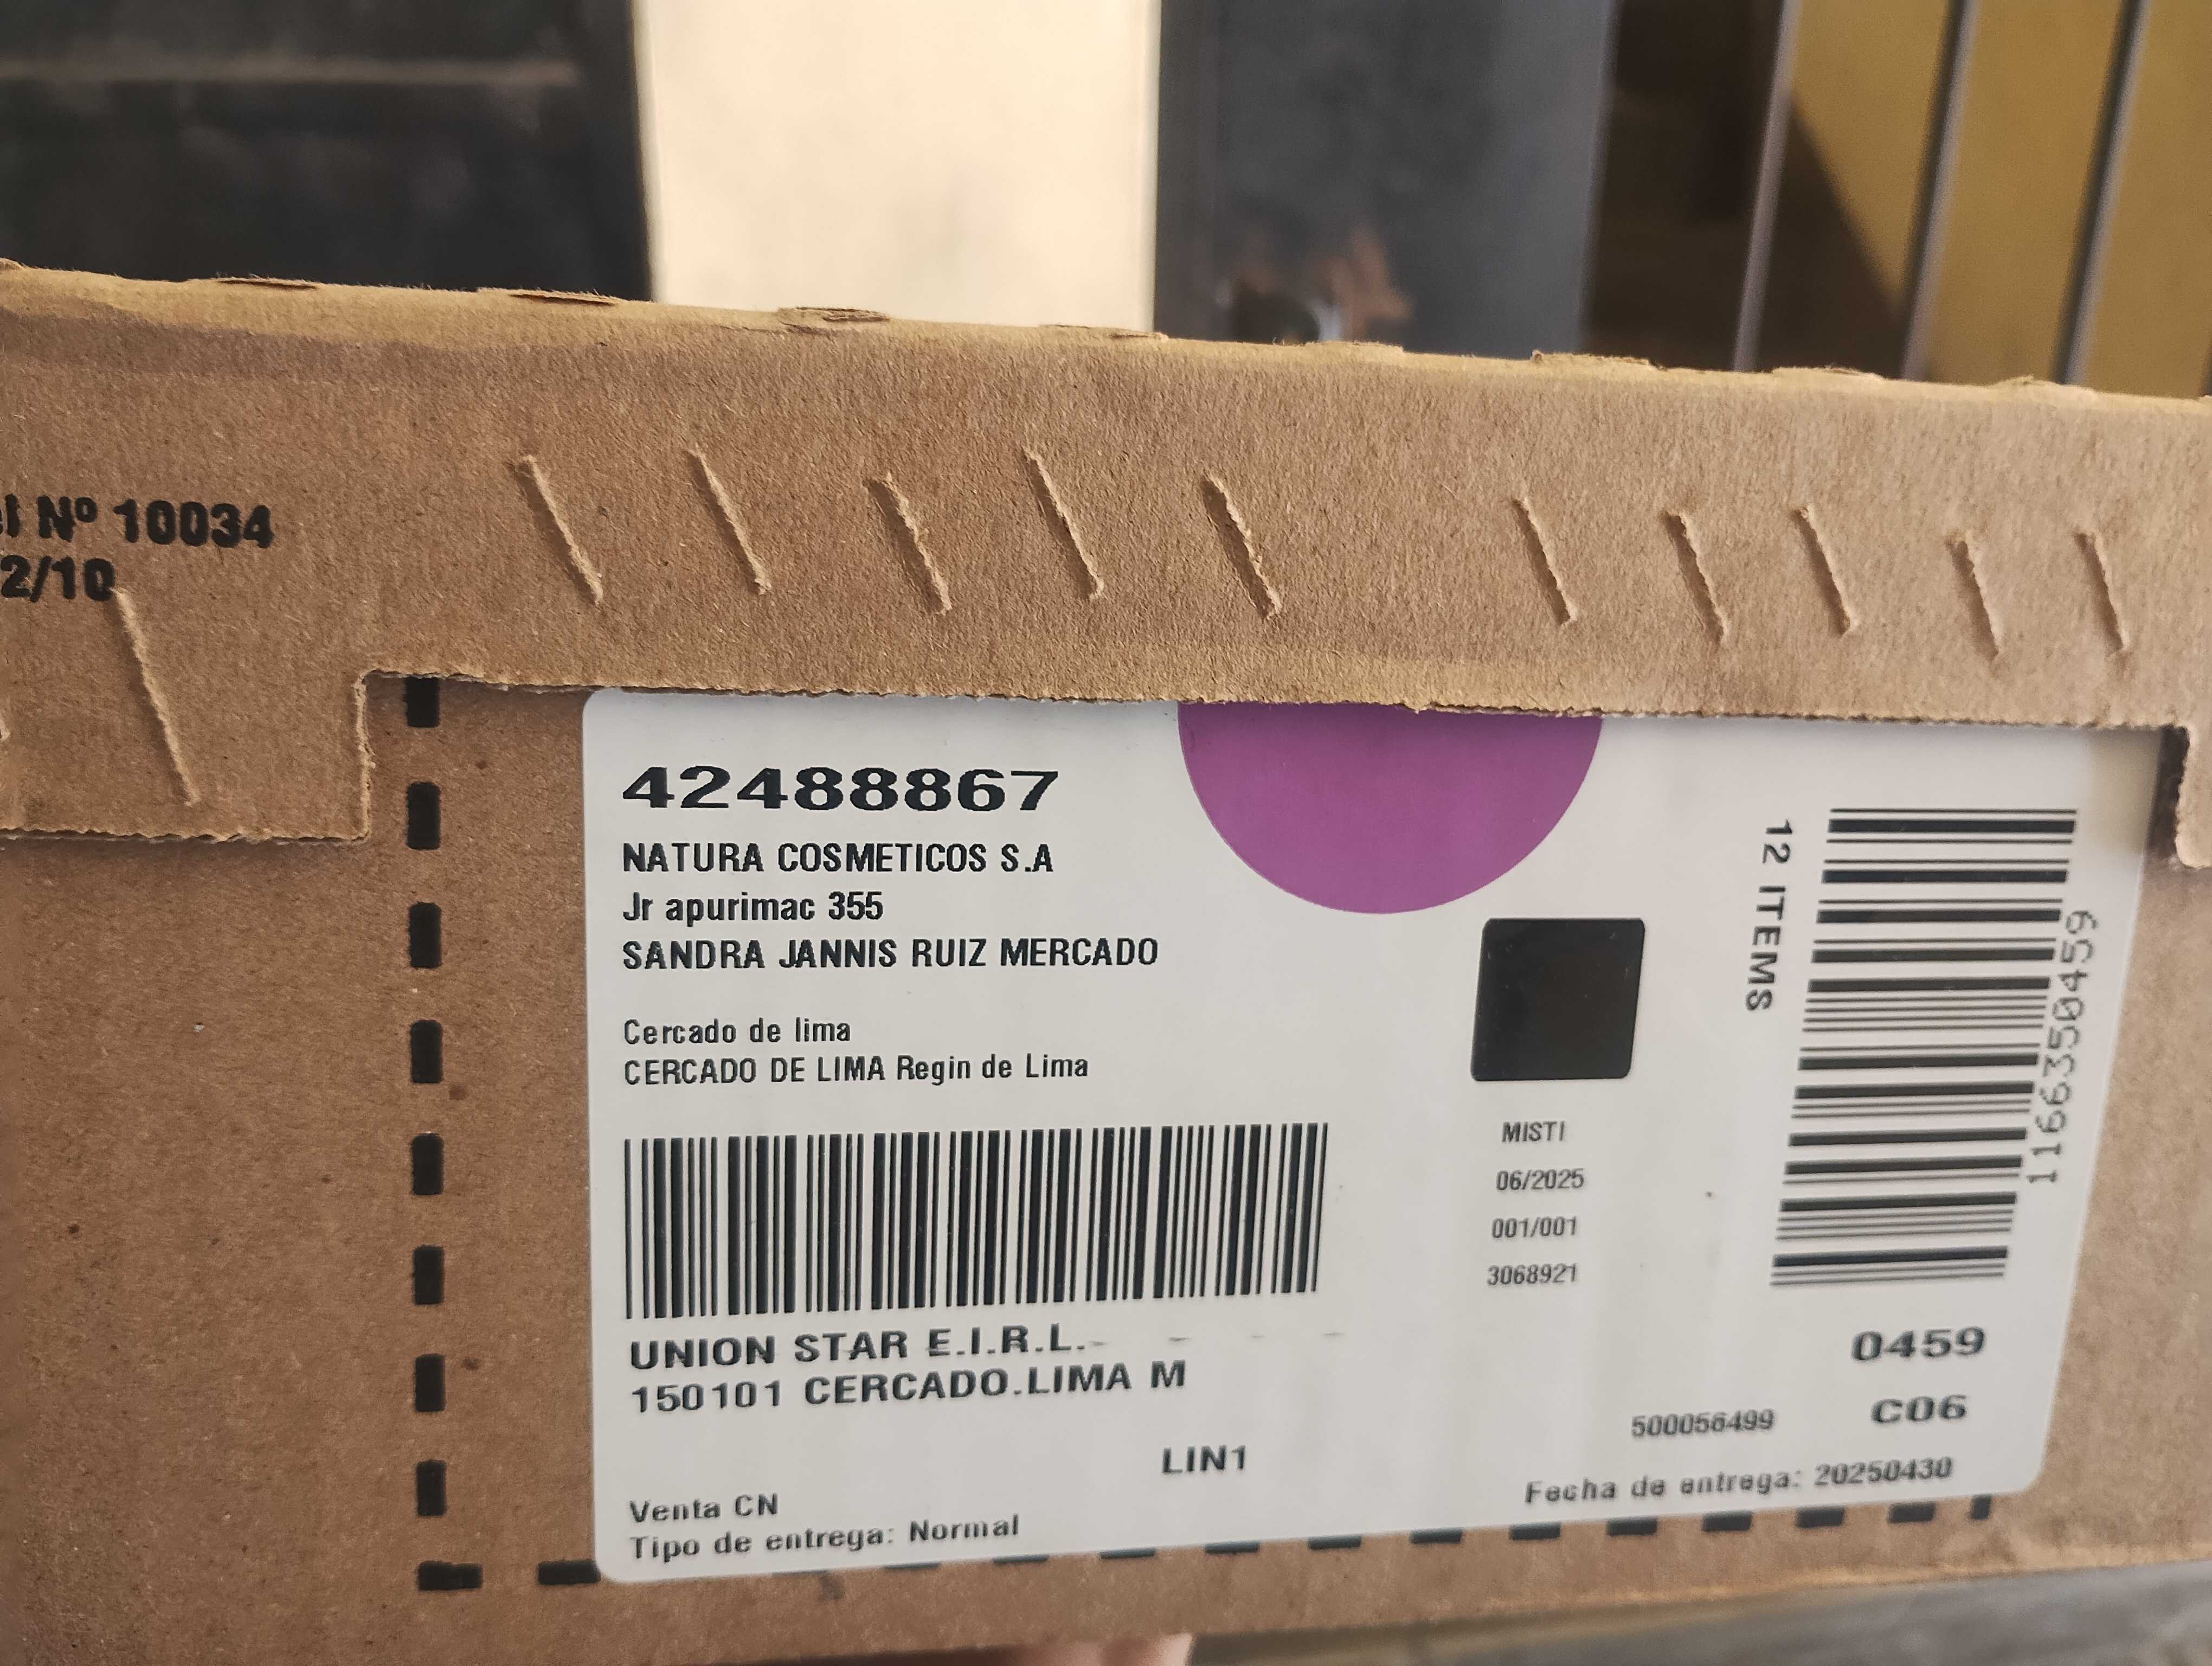 l Nº 10034
2/10
42488867
NATURA COSMETICOS S.A
Jr apurimac 355
SANDRA JANNIS RUIZ MERCADO
Cercado de lima
CERCADO DE LIMA Regin de Lima
UNION STAR E.I.R.L.-
150101 CERCADO.LIMA M
LIN1
Venta CN
Tipo de entrega: Normal
MISTI
06/2025
001/001
3068921
12 ITEMS
1166350459
0459
C06
500056499
Fecha de entrega: 20250430